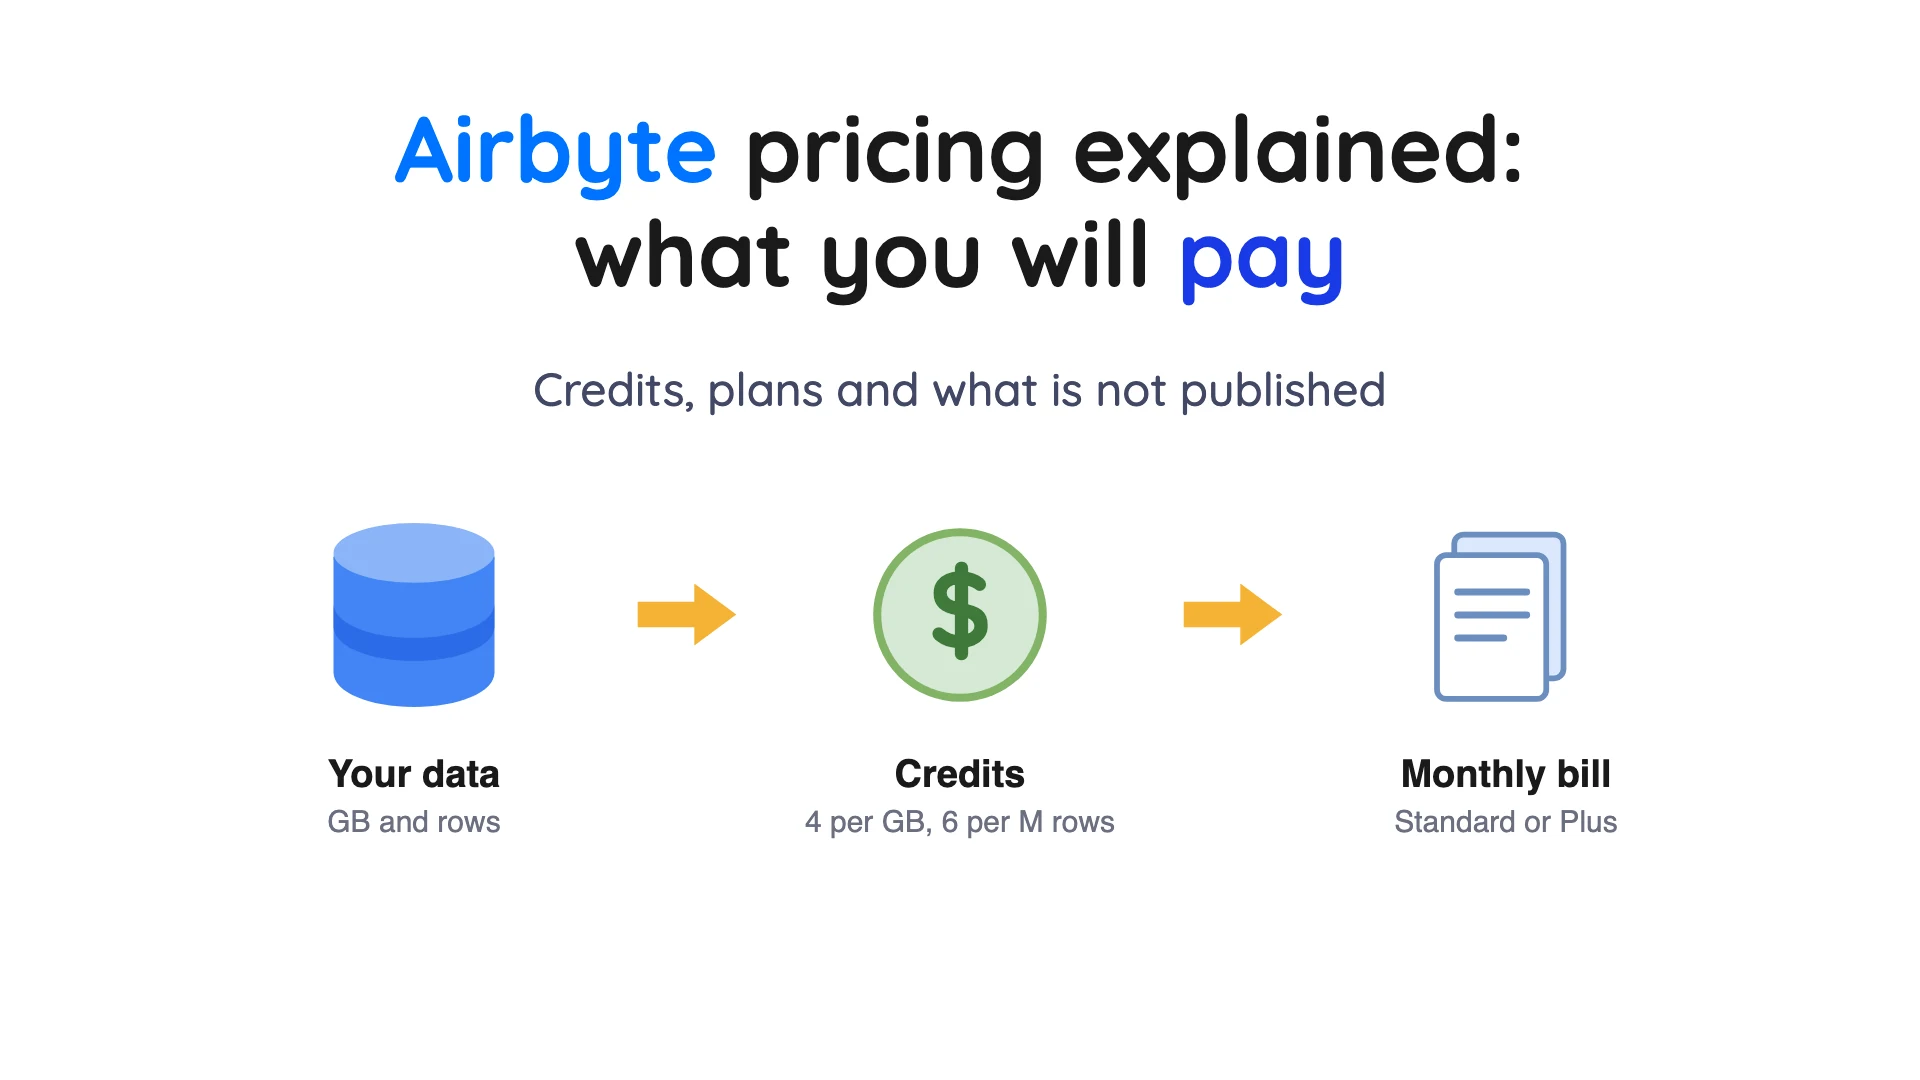 Airbyte pricing explained:
what you will pay
Credits, plans and what is not published
$
Your data
GB and rows
Credits
4 per GB, 6 per M rows
Monthly bill
Standard or Plus